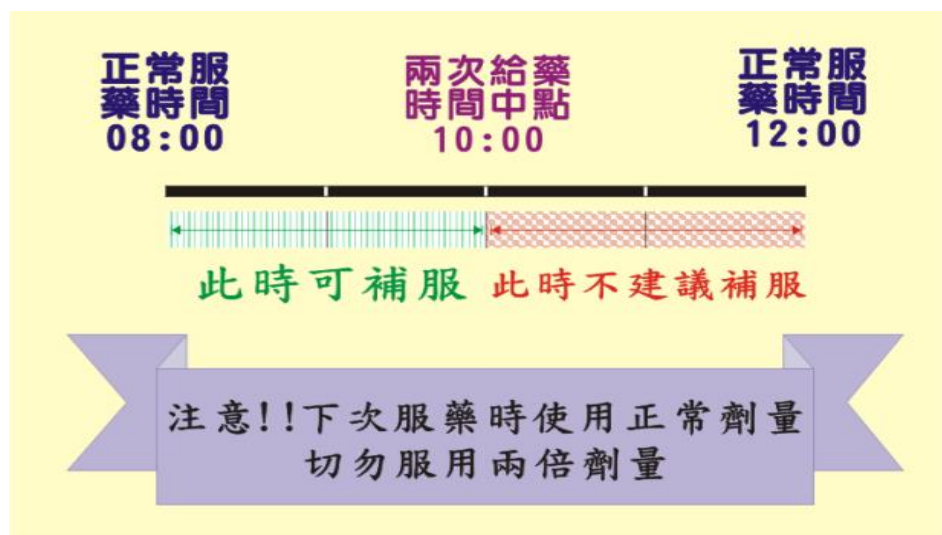 正常服
藥時間
08:00
兩次給藥
時間中點
10:00
正常服
藥時間
12:00
此時可補服
此時不建議補服
注意!!下次服藥時使用正常劑量
切勿服用兩倍劑量